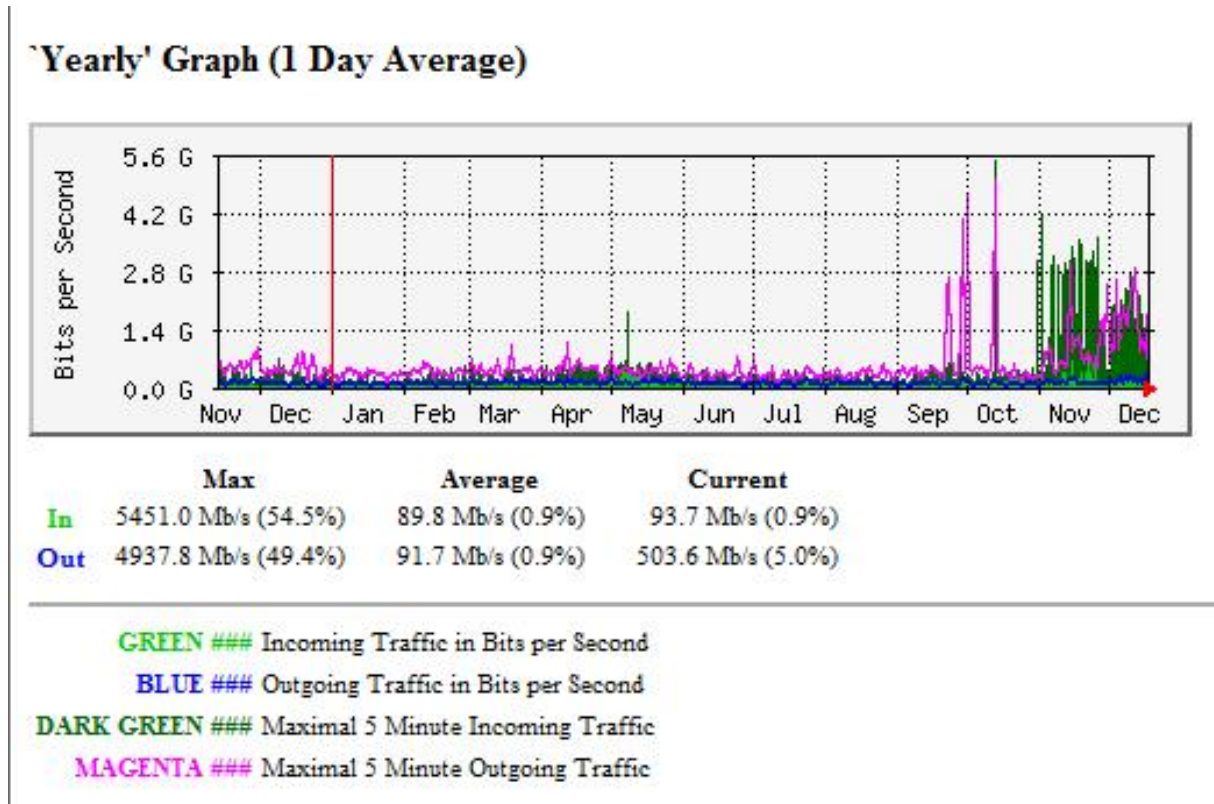 `Yearly' Graph (1 Day Average)
Bits per Second
5.6 G
4.2 G
2.8 G
1.4 G
0.0 G
Nov Dec Jan Feb Mar Apr May Jun Jul Aug Sep Oct Nov Dec
Max Average Current
In 5451.0 Mb/s (54.5%) 89.8 Mb/s (0.9%) 93.7 Mb/s (0.9%)
Out 4937.8 Mb/s (49.4%) 91.7 Mb/s (0.9%) 503.6 Mb/s (5.0%)
GREEN ### Incoming Traffic in Bits per Second
BLUE ### Outgoing Traffic in Bits per Second
DARK GREEN ### Maximal 5 Minute Incoming Traffic
MAGENTA ### Maximal 5 Minute Outgoing Traffic